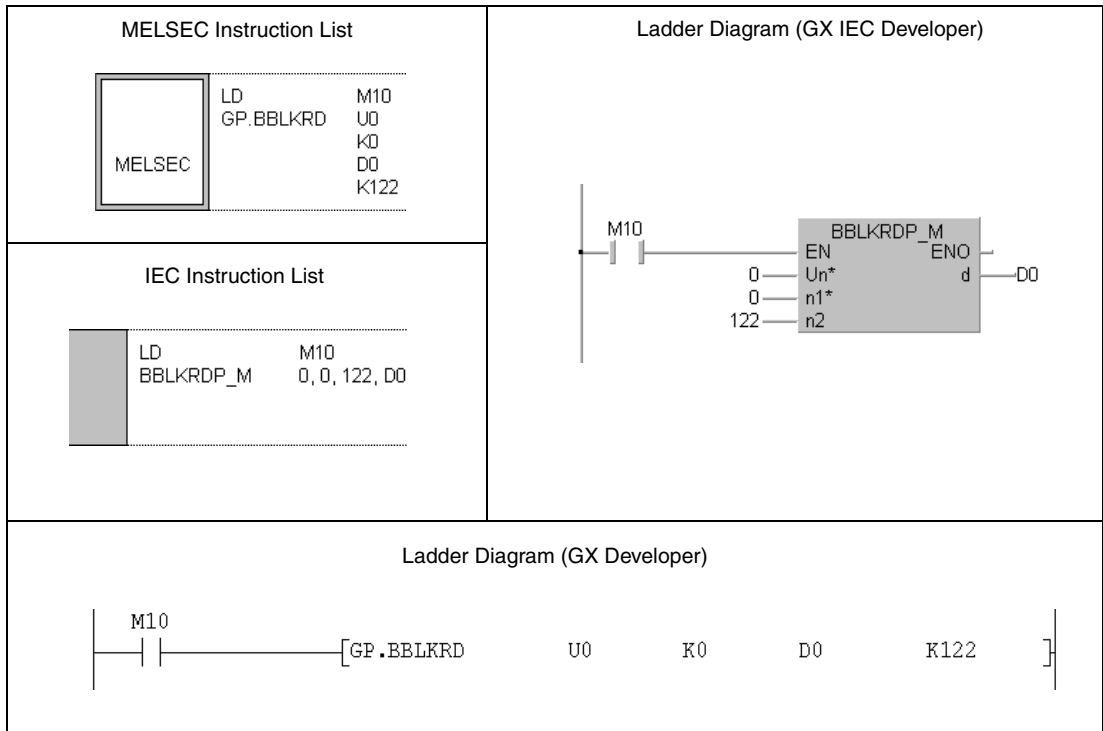 MELSEC Instruction List
MELSEC
LD M10
GP.BBLKRD U0
K0
D0
K122
IEC Instruction List
LD M10
BBLKRDP_M 0, 0, 122, D0
Ladder Diagram (GX IEC Developer)
M10
BBLKRDP_M
EN ENO
0 Un* d D0
0 n1*
122 n2
Ladder Diagram (GX Developer)
M10
GP.BBLKRD U0 K0 D0 K122